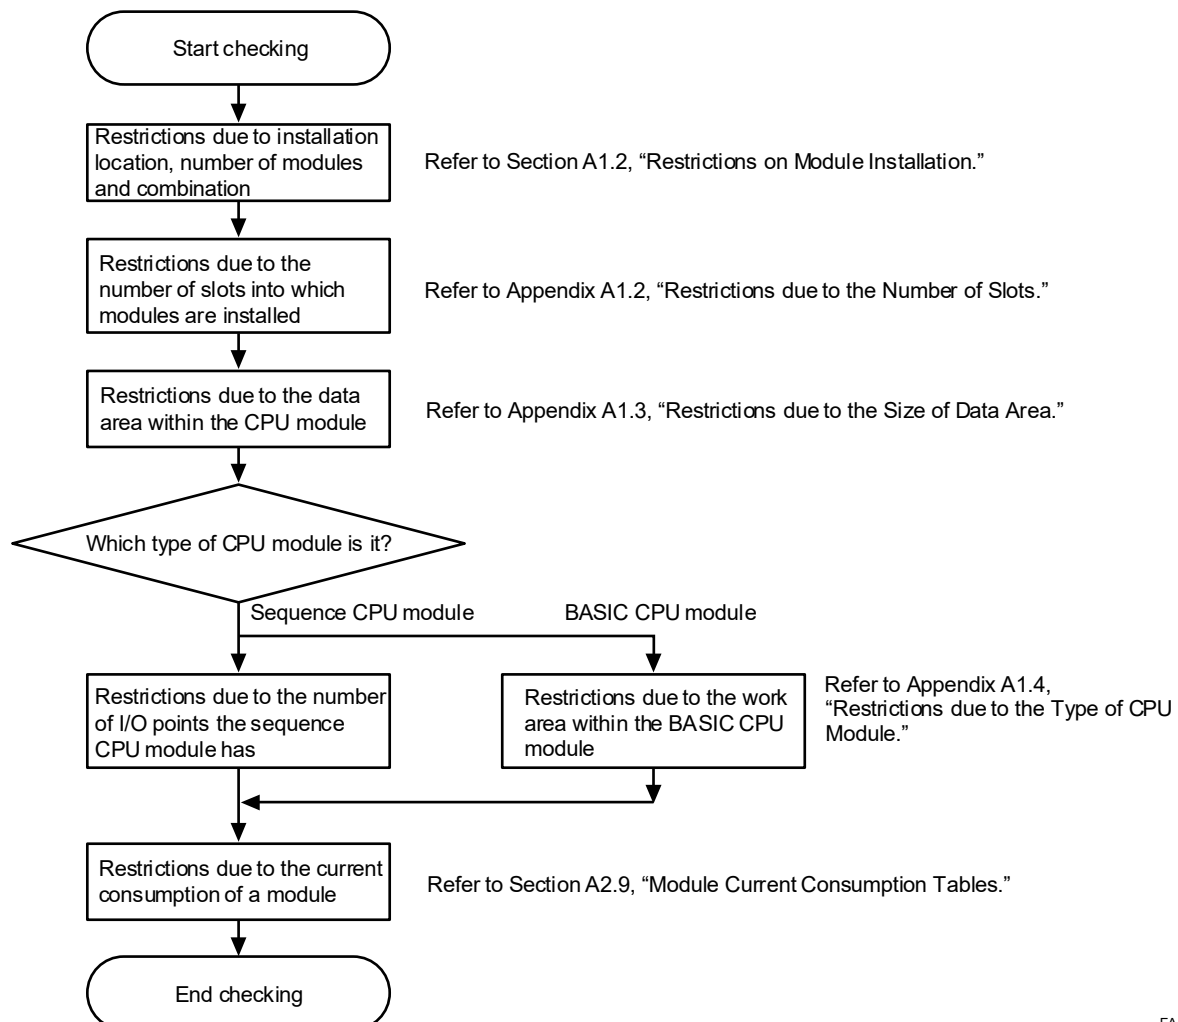 Start checking
Restrictions due to installation
location, number of modules
and combination
Refer to Section A1.2, “Restrictions on Module Installation.”
Restrictions due to the
number of slots into which
modules are installed
Refer to Appendix A1.2, “Restrictions due to the Number of Slots.”
Restrictions due to the data
area within the CPU module
Refer to Appendix A1.3, “Restrictions due to the Size of Data Area.”
Which type of CPU module is it?
Sequence CPU module
BASIC CPU module
Restrictions due to the number
of I/O points the sequence
CPU module has
Restrictions due to the work
area within the BASIC CPU
module
Refer to Appendix A1.4,
“Restrictions due to the Type of CPU
Module.”
Restrictions due to the current
consumption of a module
Refer to Section A2.9, “Module Current Consumption Tables.”
End checking